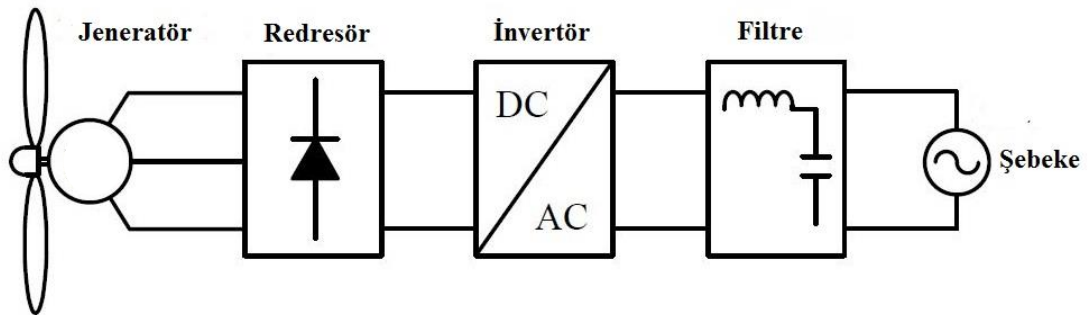 Jeneratör
Redresör
İnvertör
Filtre
DC
AC
Şebeke